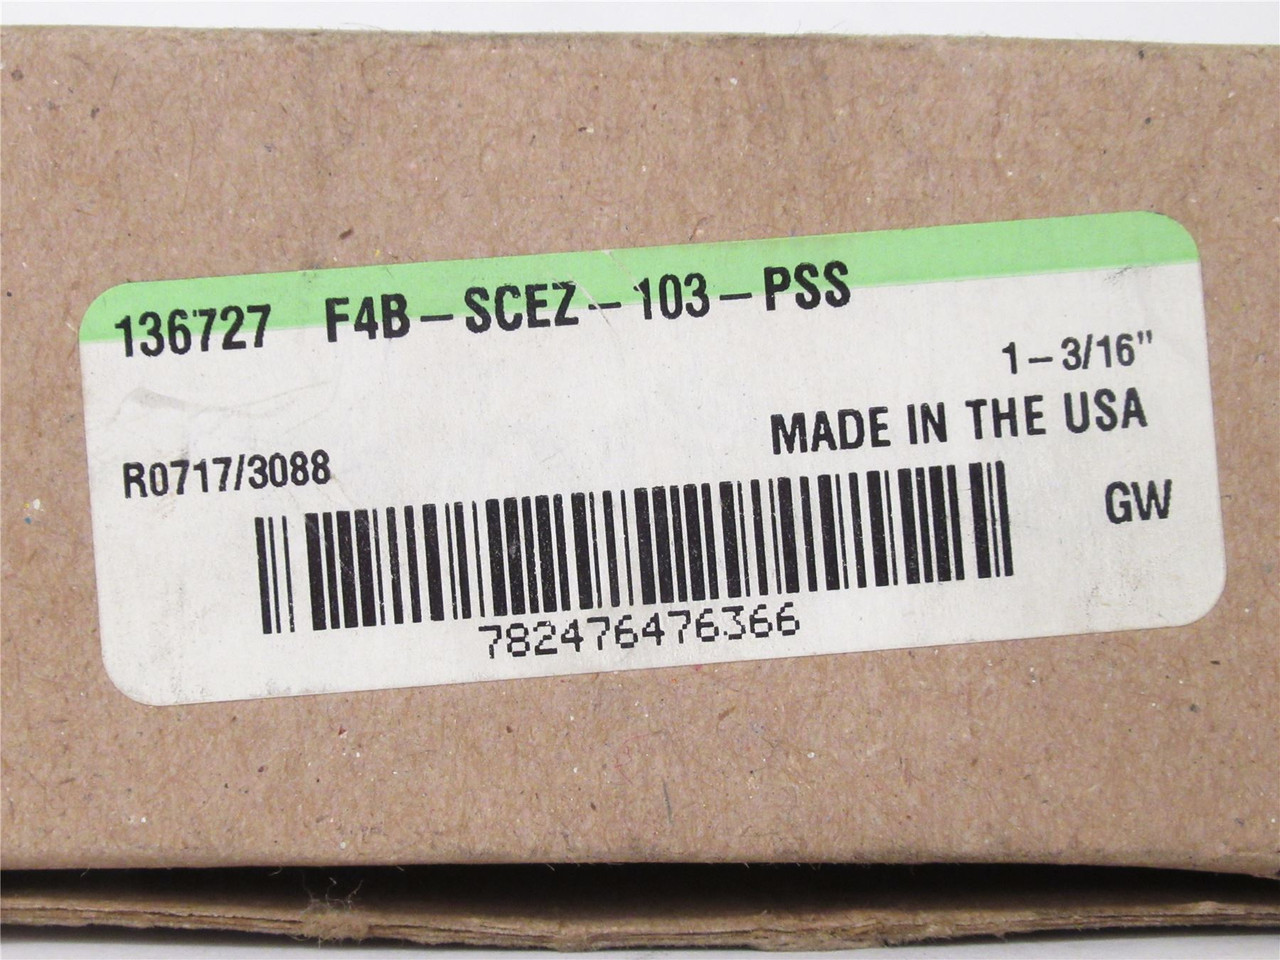 136727 F4B-SCEZ-103-PSS
1-3/16"
MADE IN THE USA
R0717/3088
GW
782476476366